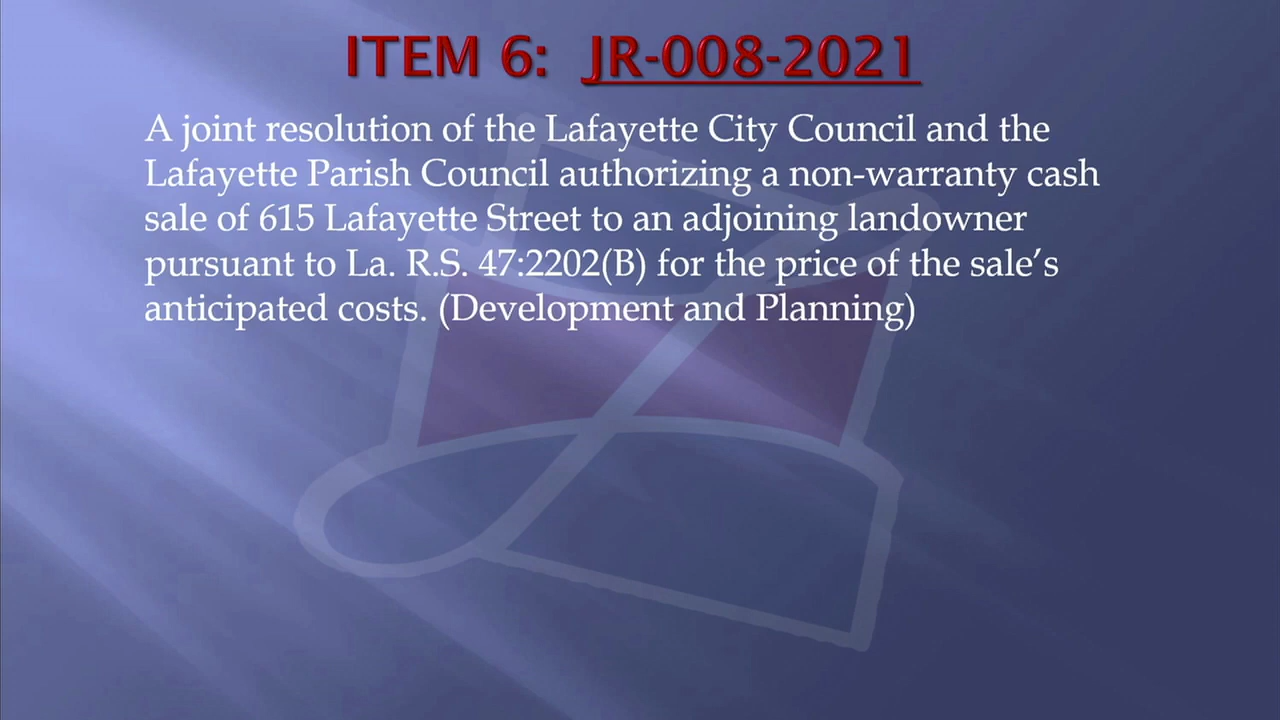 ITEM 6: JR-008-2021
A joint resolution of the Lafayette City Council and the
Lafayette Parish Council authorizing a non-warranty cash
sale of 615 Lafayette Street to an adjoining landowner
pursuant to La. R.S. 47:2202(B) for the price of the sale’s
anticipated costs. (Development and Planning)